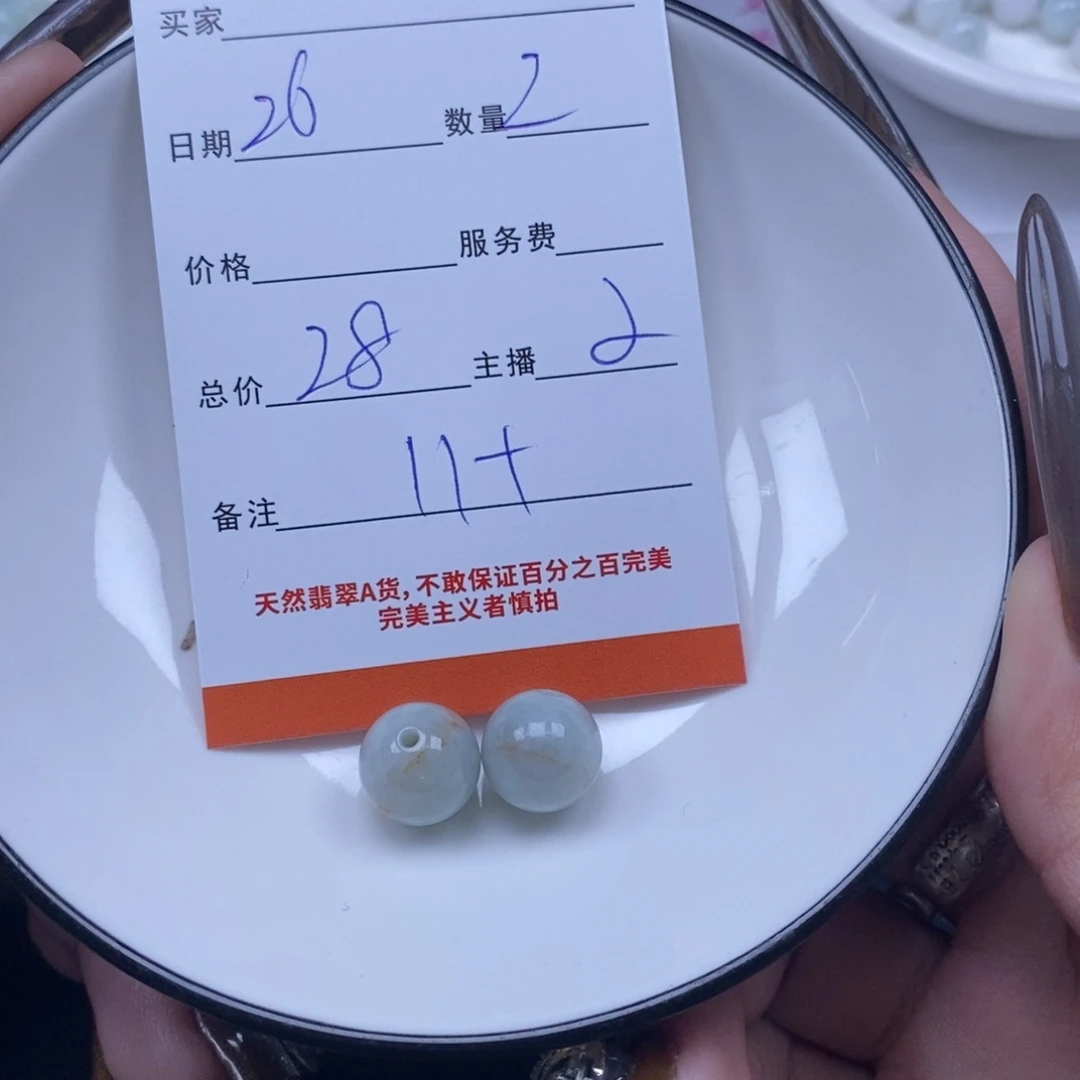 买家
日期 26 数量 2
价格 服务费
总价 28 主播 2
备注 11+
天然翡翠A货,不敢保证百分之百完美
完美主义者慎拍